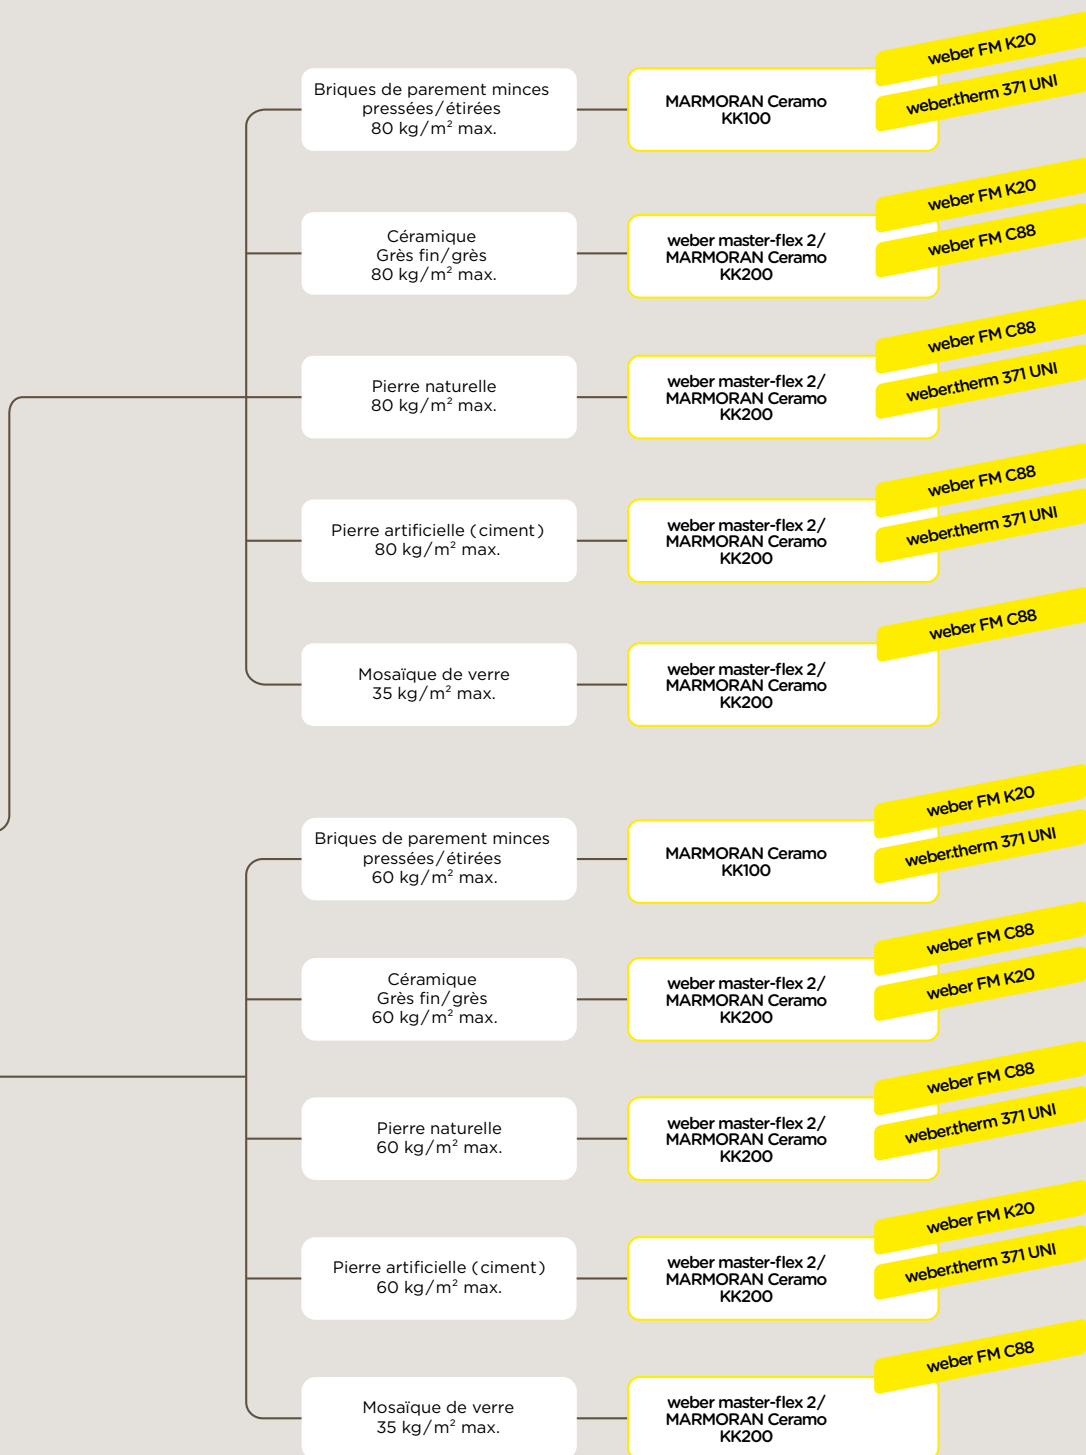 Briques de parement minces
pressées/étirées
80 kg/m² max.
MARMORAN Ceramo
KK100
weber FM K20
weber.therm 371 UNI
Céramique
Grès fin/grès
80 kg/m² max.
weber master-flex 2/
MARMORAN Ceramo
KK200
weber FM K20
weber FM C88
Pierre naturelle
80 kg/m² max.
weber master-flex 2/
MARMORAN Ceramo
KK200
weber FM C88
weber.therm 371 UNI
Pierre artificielle (ciment)
80 kg/m² max.
weber master-flex 2/
MARMORAN Ceramo
KK200
weber FM C88
weber.therm 371 UNI
Mosaïque de verre
35 kg/m² max.
weber master-flex 2/
MARMORAN Ceramo
KK200
weber FM C88
Briques de parement minces
pressées/étirées
60 kg/m² max.
MARMORAN Ceramo
KK100
weber FM K20
weber.therm 371 UNI
Céramique
Grès fin/grès
60 kg/m² max.
weber master-flex 2/
MARMORAN Ceramo
KK200
weber FM C88
weber FM K20
Pierre naturelle
60 kg/m² max.
weber master-flex 2/
MARMORAN Ceramo
KK200
weber FM C88
weber.therm 371 UNI
Pierre artificielle (ciment)
60 kg/m² max.
weber master-flex 2/
MARMORAN Ceramo
KK200
weber FM K20
weber.therm 371 UNI
Mosaïque de verre
35 kg/m² max.
weber master-flex 2/
MARMORAN Ceramo
KK200
weber FM C88